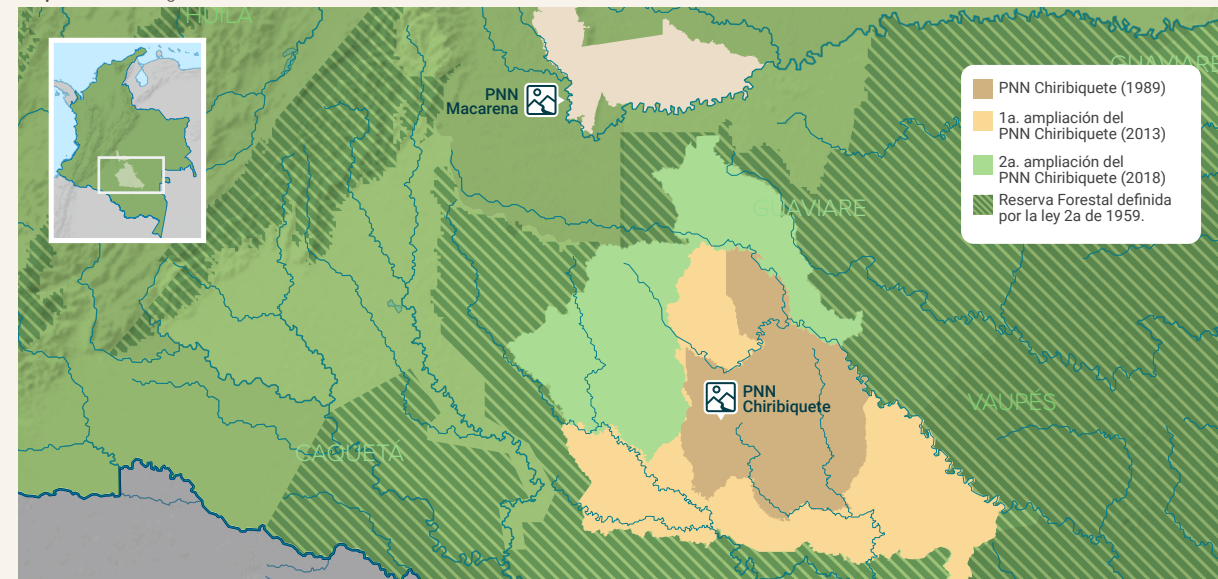 HUILA
GUAVIARE
PNN
Macarena
PNN Chiribiquete (1989)
1a. ampliación del
PNN Chiribiquete (2013)
2a. ampliación del
PNN Chiribiquete (2018)
Reserva Forestal definida
por la ley 2a de 1959.
GUAVIARE
PNN
Chiribiquete
VAUPÉS
CAQUETÁ